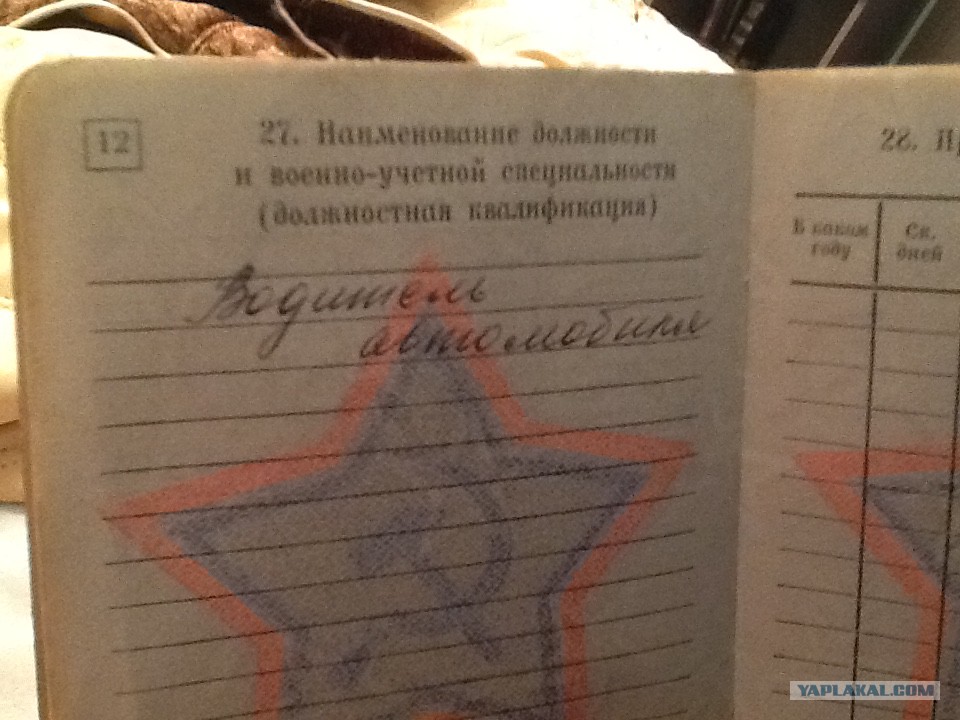 12
27. Наименование должности
и военно-учетной специальности
(должностная квалификация)
Водитель
автомобиля
28. П
В каком
году
Ск.
дней
YAPLAKAL.COM